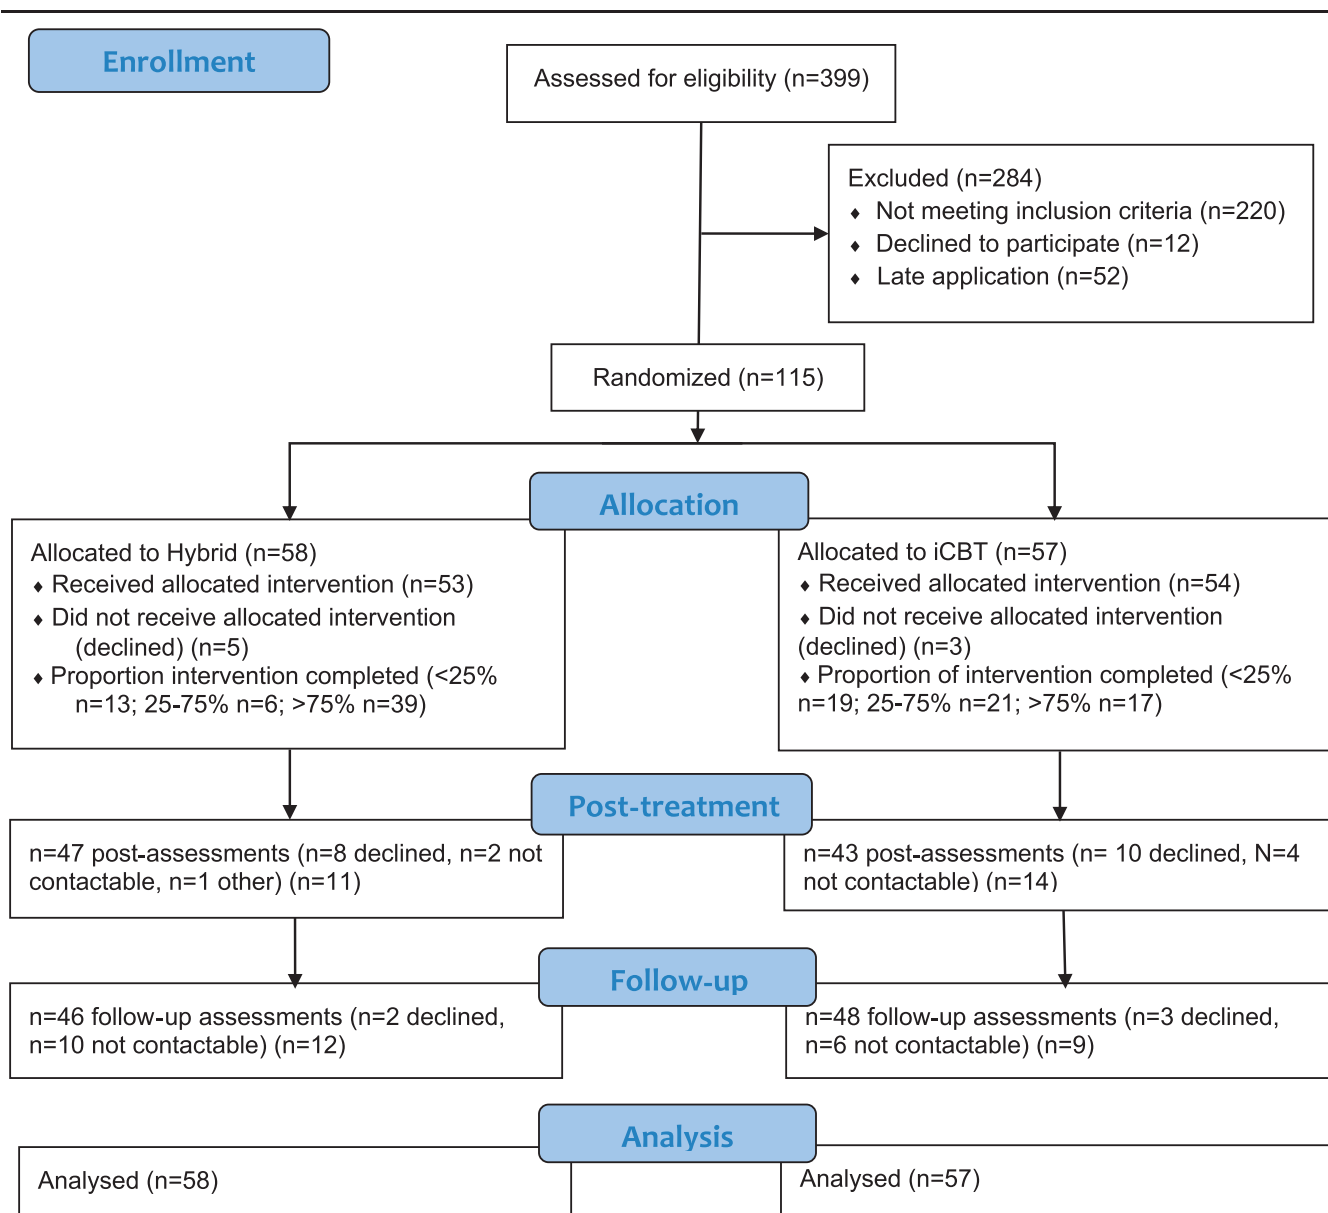 Enrollment
Assessed for eligibility (n=399)
Excluded (n=284)
♦ Not meeting inclusion criteria (n=220)
♦ Declined to participate (n=12)
♦ Late application (n=52)
Randomized (n=115)
Allocation
Allocated to Hybrid (n=58)
♦ Received allocated intervention (n=53)
♦ Did not receive allocated intervention
(declined) (n=5)
♦ Proportion intervention completed (<25%
n=13; 25-75% n=6; >75% n=39)
Allocated to iCBT (n=57)
♦ Received allocated intervention (n=54)
♦ Did not receive allocated intervention
(declined) (n=3)
♦ Proportion of intervention completed (<25%
n=19; 25-75% n=21; >75% n=17)
Post-treatment
n=47 post-assessments (n=8 declined, n=2 not
contactable, n=1 other) (n=11)
n=43 post-assessments (n= 10 declined, N=4
not contactable) (n=14)
Follow-up
n=46 follow-up assessments (n=2 declined,
n=10 not contactable) (n=12)
n=48 follow-up assessments (n=3 declined,
n=6 not contactable) (n=9)
Analysis
Analysed (n=58)
Analysed (n=57)